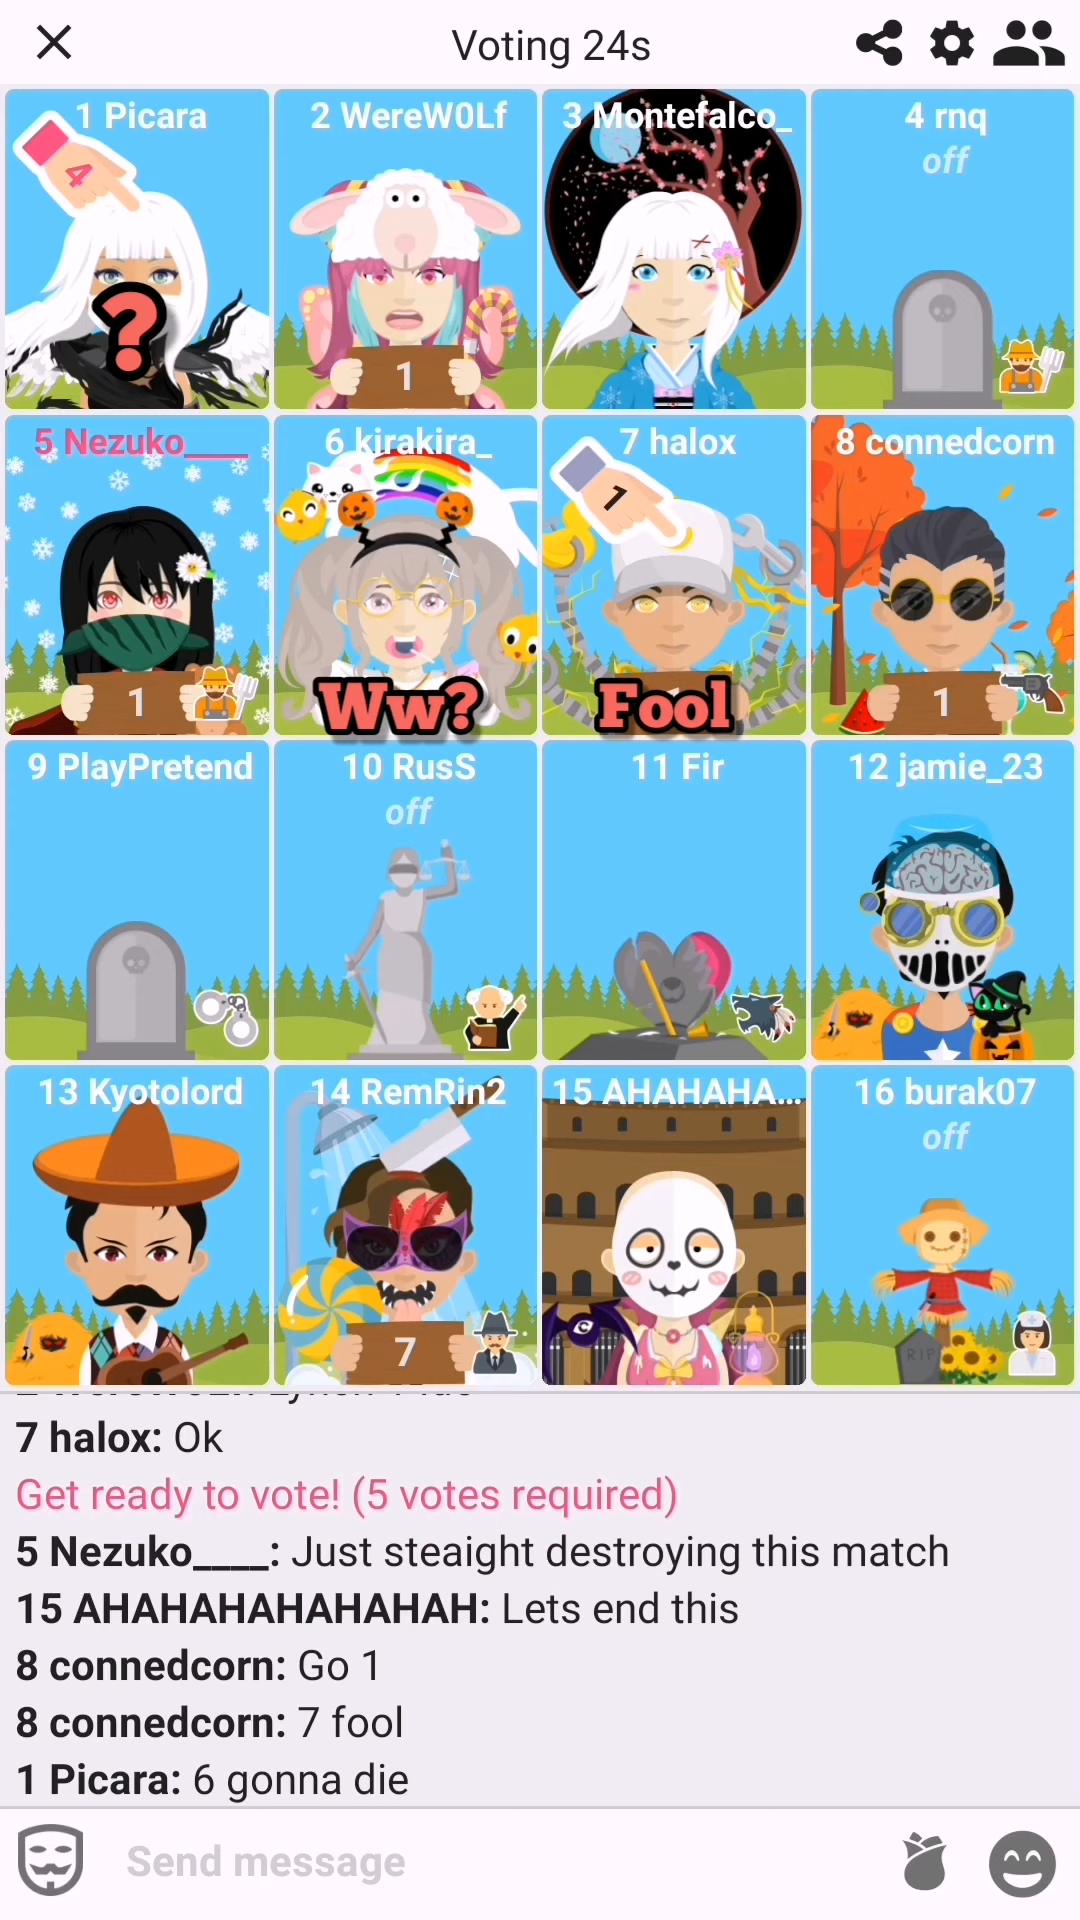 Voting 24s
1 Picara
2 WereW0Lf
3 Montefalco_
4 rnq
off
4
?
1
5 Nezuko____
6 kirakira_
7 halox
8 connedcorn
1
1
Ww?
Fool
1
9 PlayPretend
10 RusS
off
11 Fir
12 jamie_23
13 Kyotolord
14 RemRin2
15 AHAHAHA...
16 burak07
off
7
RIP
7 halox: Ok
Get ready to vote! (5 votes required)
5 Nezuko____: Just steaight destroying this match
15 AHAHAHAHAHAHAH: Lets end this
8 connedcorn: Go 1
8 connedcorn: 7 fool
1 Picara: 6 gonna die
Send message